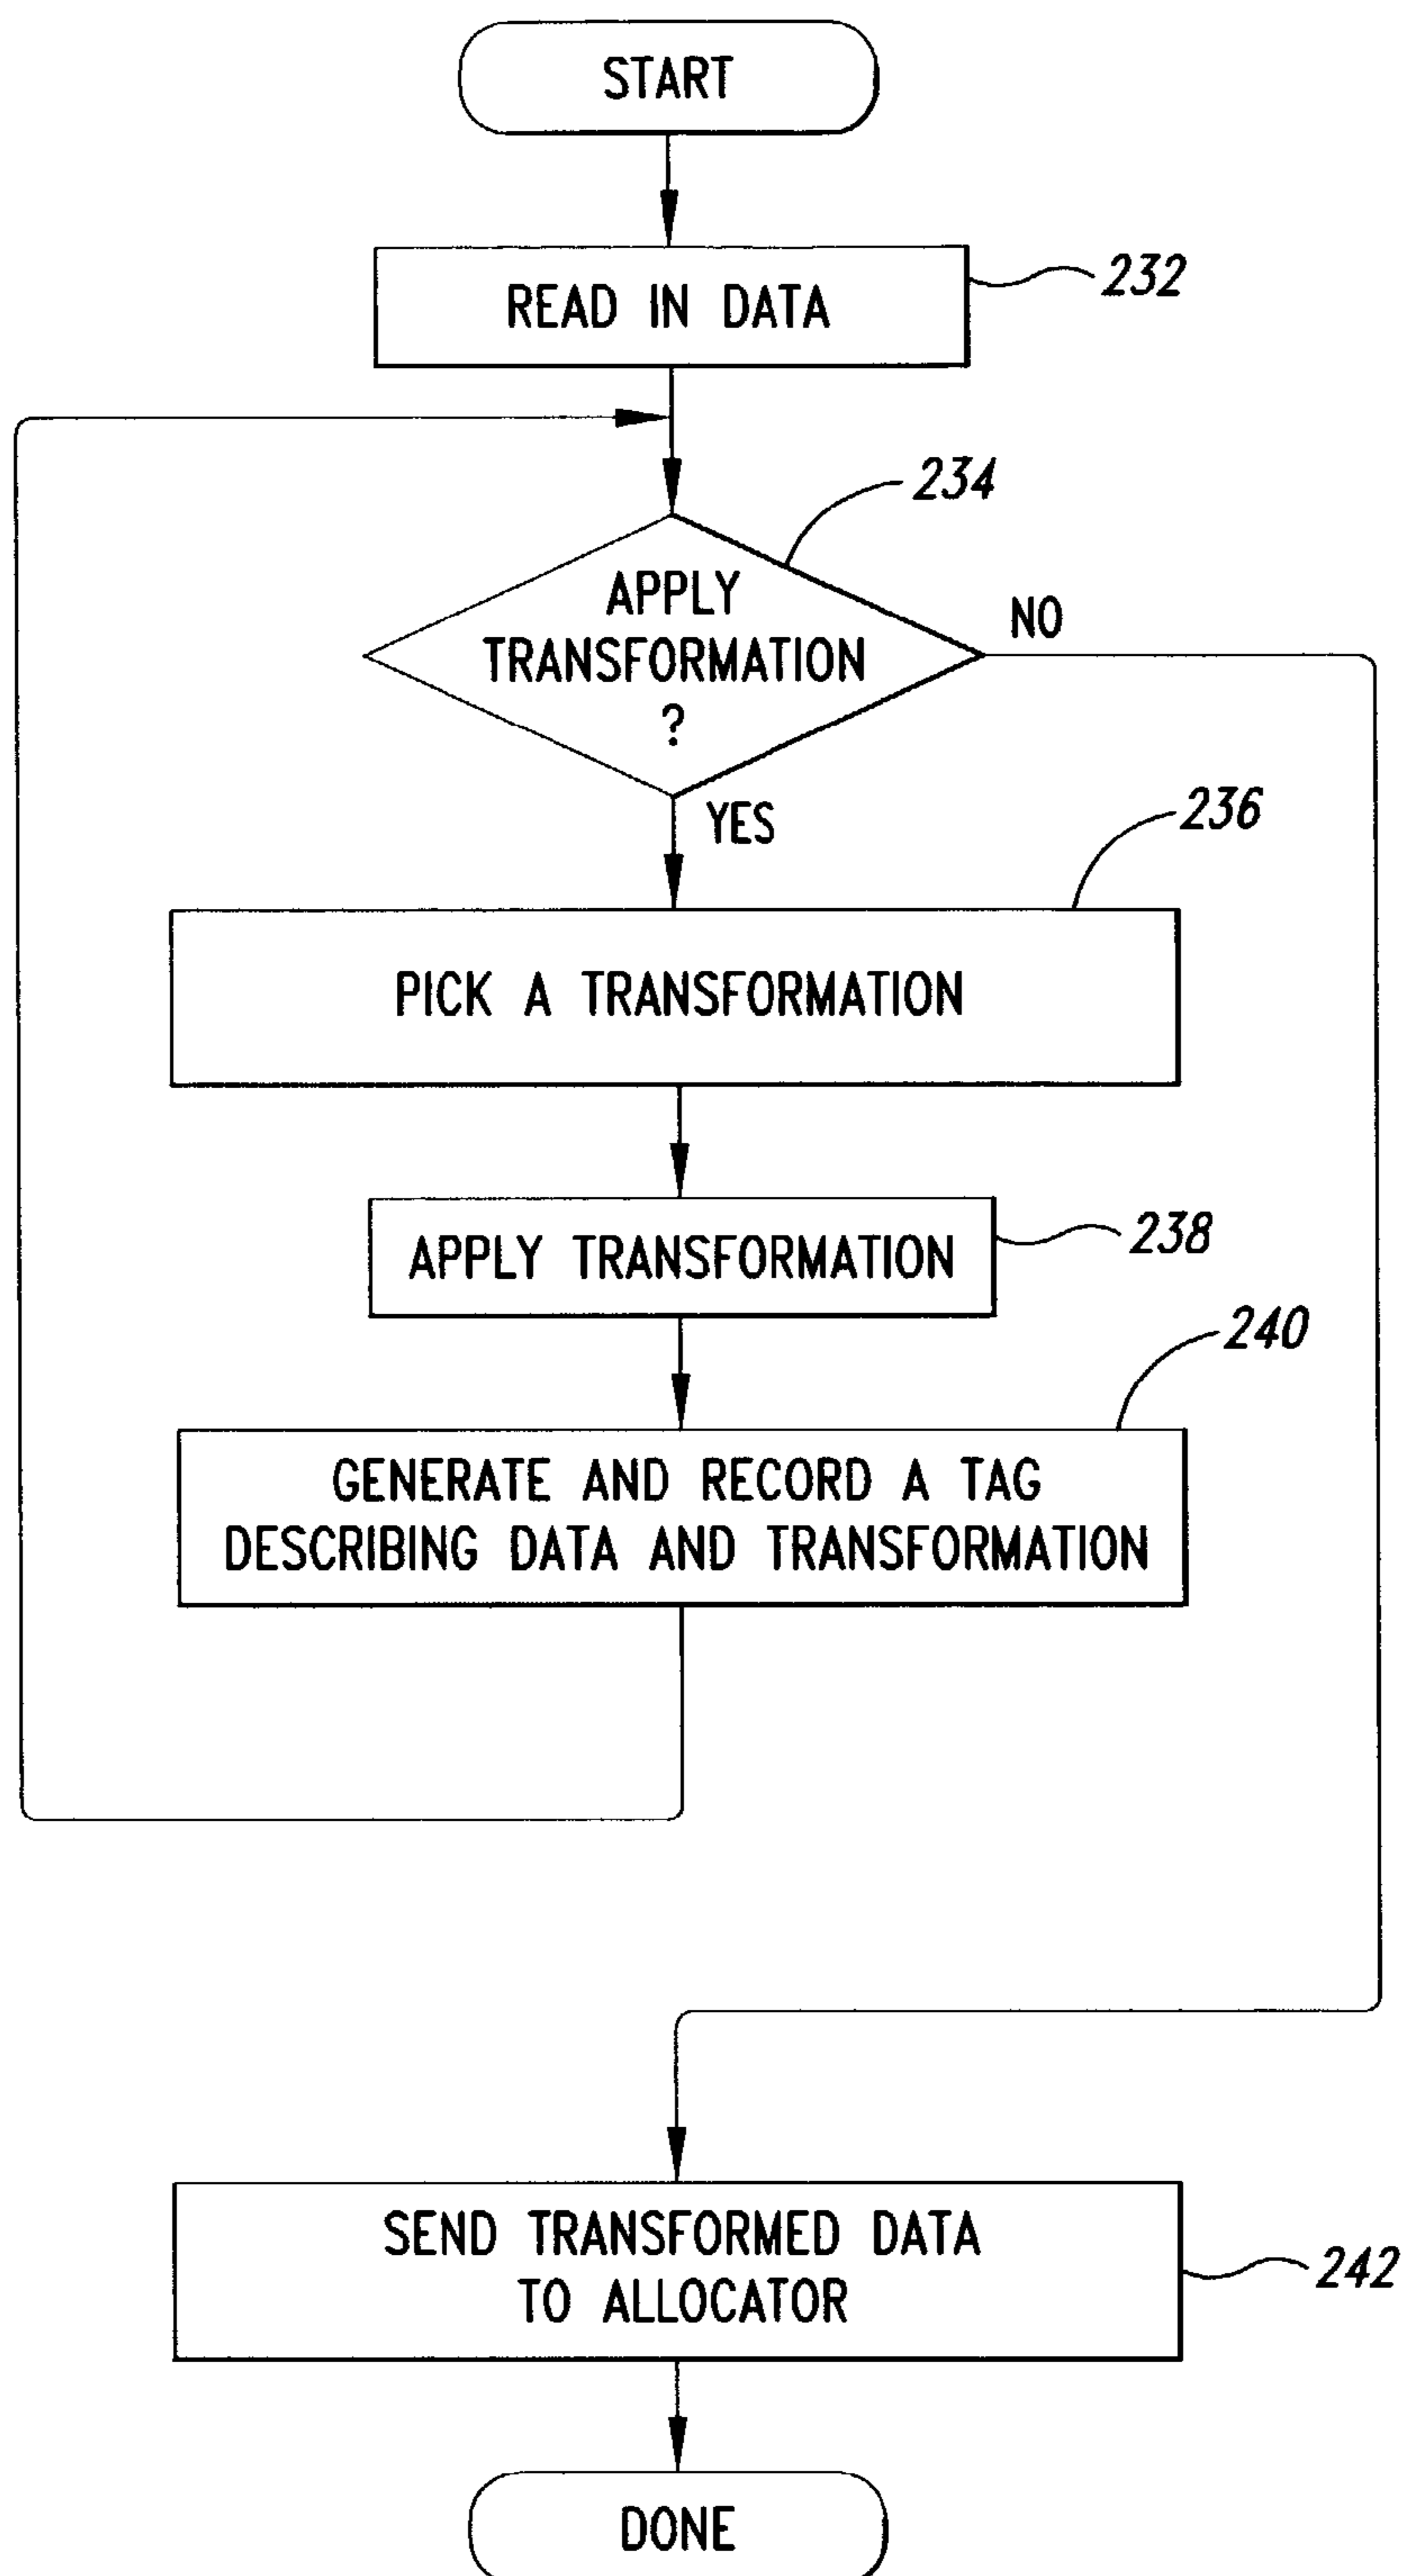 START
READ IN DATA
232
234
APPLY
TRANSFORMATION
?
NO
YES
236
PICK A TRANSFORMATION
APPLY TRANSFORMATION
238
240
GENERATE AND RECORD A TAG
DESCRIBING DATA AND TRANSFORMATION
SEND TRANSFORMED DATA
TO ALLOCATOR
242
DONE